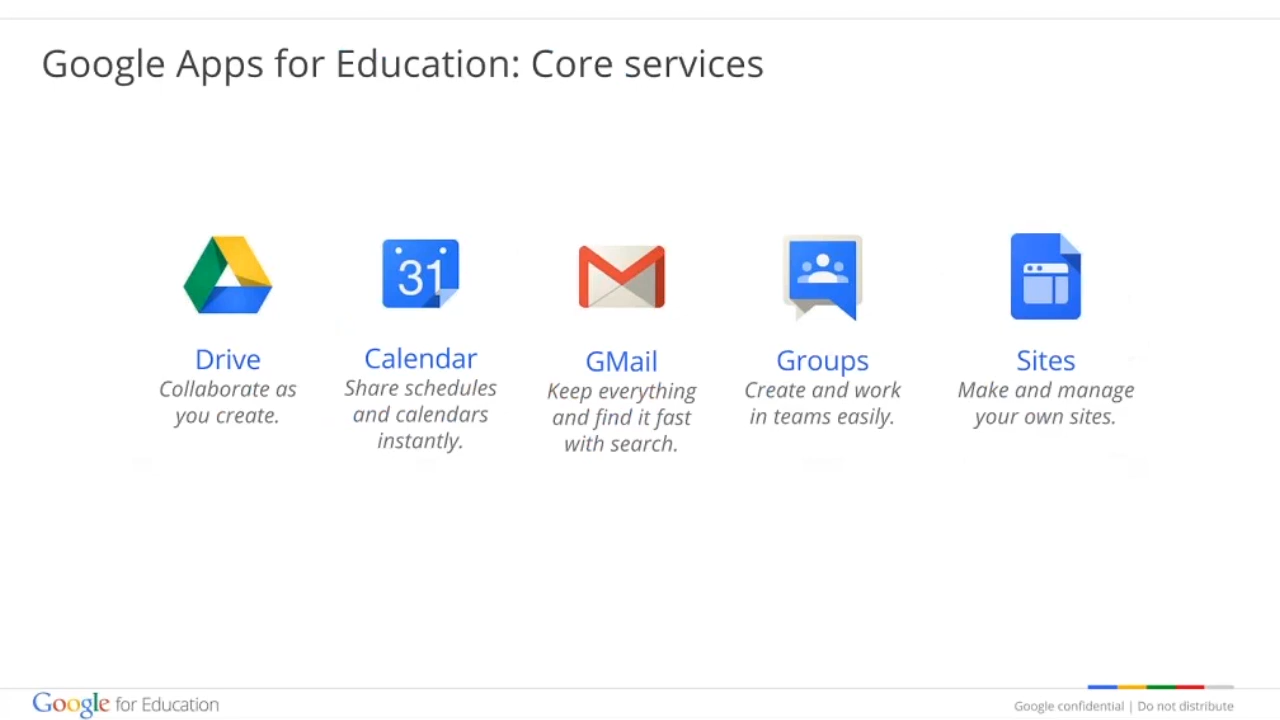 Google Apps for Education: Core services
31
Drive
Collaborate as
you create.
Calendar
Share schedules
and calendars
instantly.
GMail
Keep everything
and find it fast
with search.
Groups
Create and work
in teams easily.
Sites
Make and manage
your own sites.
Google for Education
Google confidential | Do not distribute